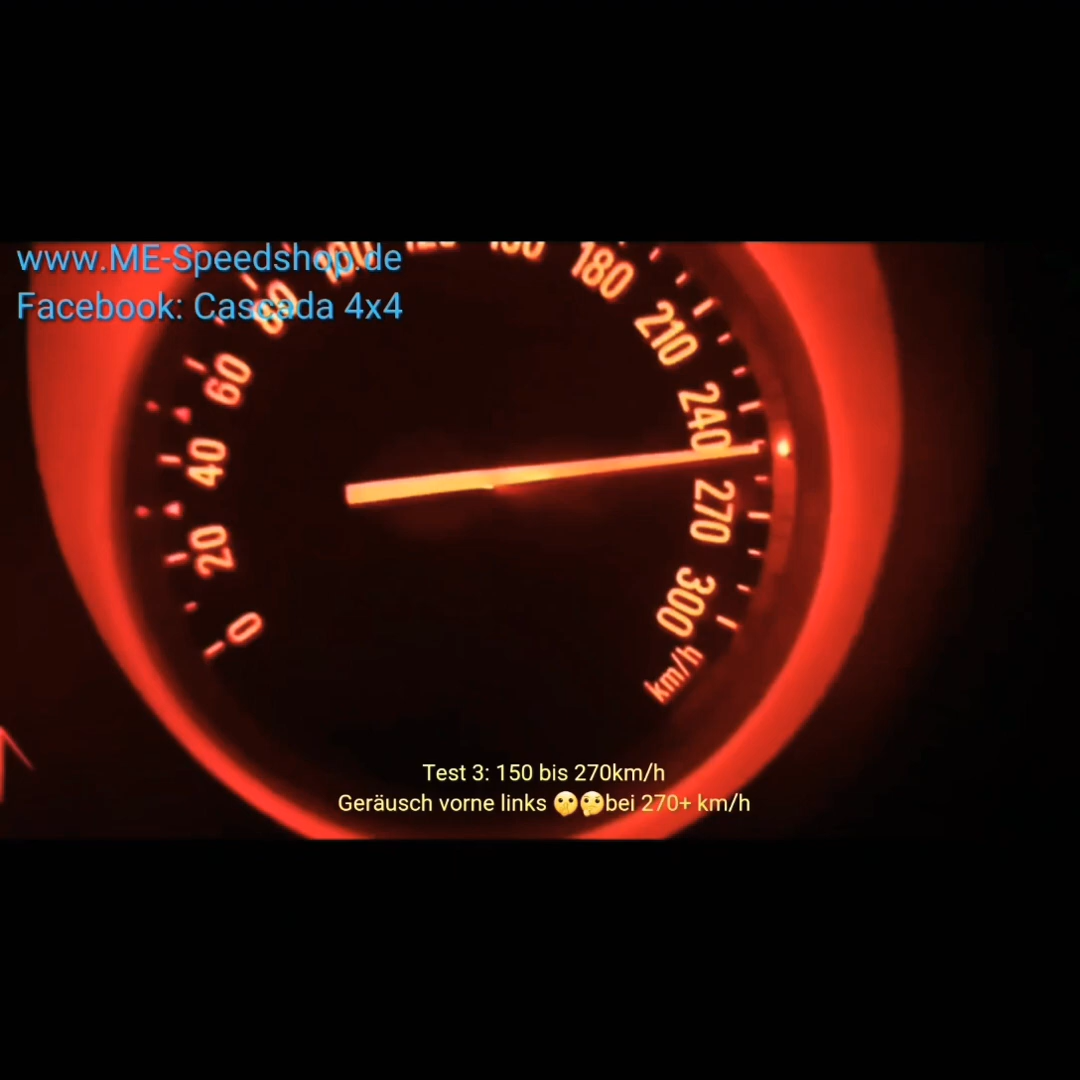 www.ME-Speedshop.de
Facebook: Cascada 4x4
180
80
210
60
240
40
270
20
300
0
km/h
Test 3: 150 bis 270km/h
Geräusch vorne links 🤫🤔bei 270+ km/h